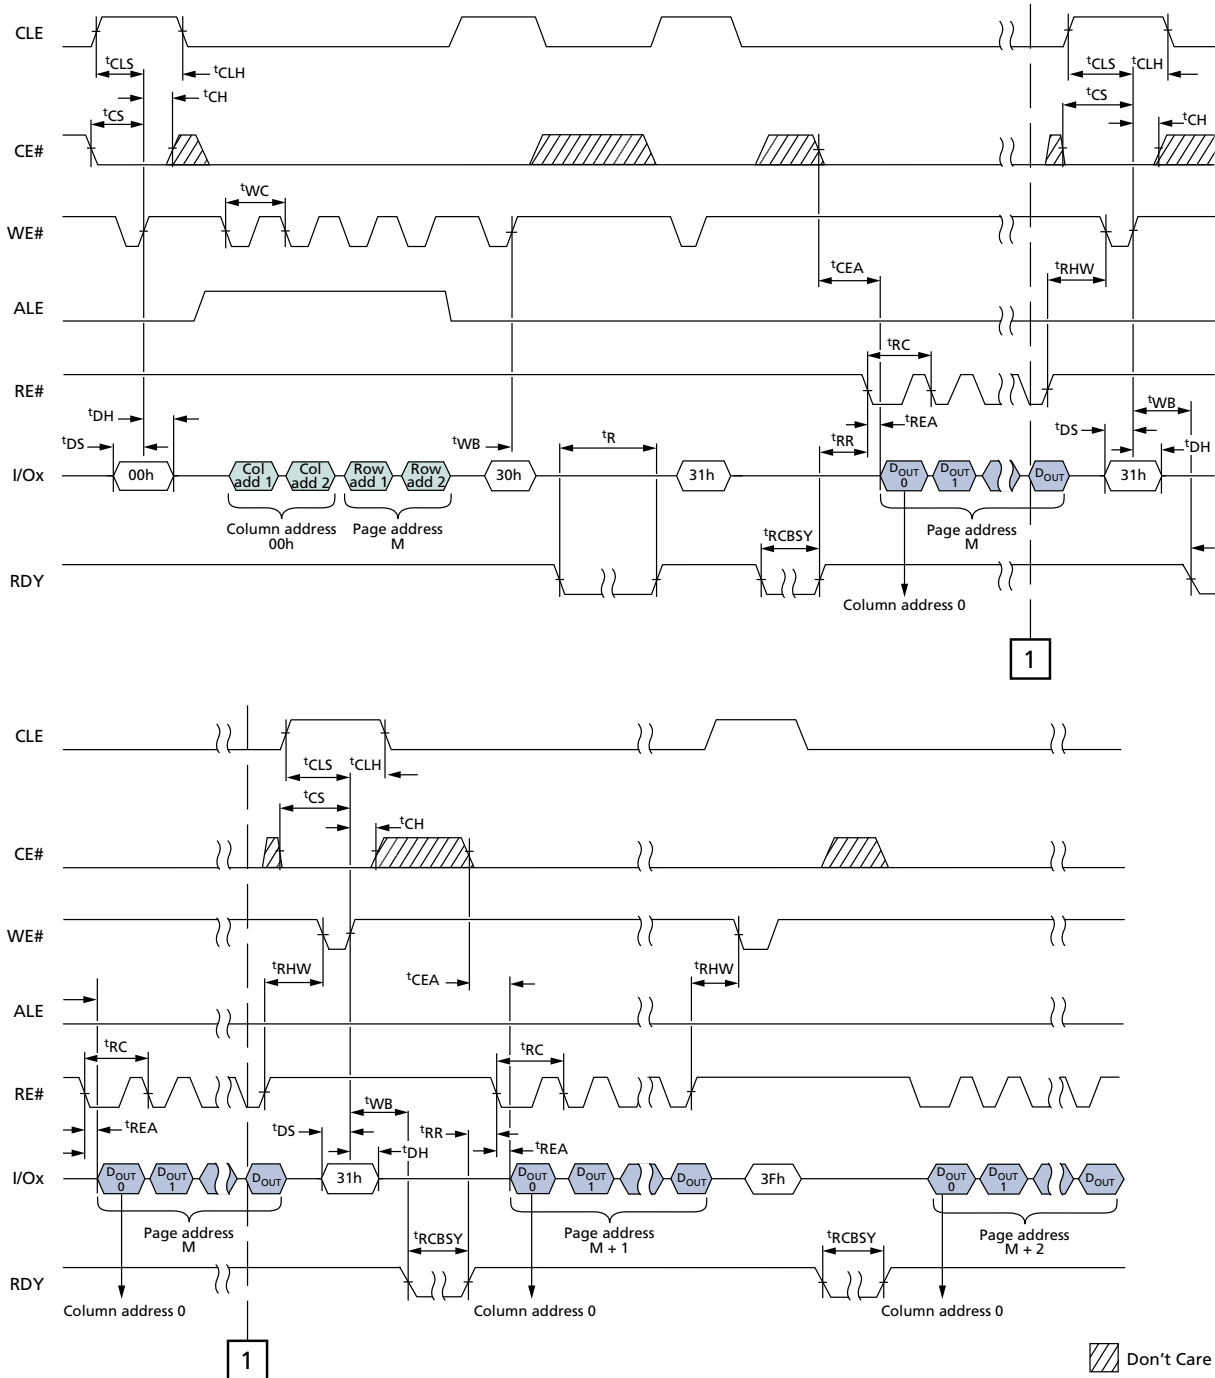 CLE
tCLS
tCLH
tCLS
tCLH
tCH
tCS
tCS
tCH
CE#
tWC
WE#
tCEA
tRHW
ALE
tRC
RE#
tDH
tREA
tWB
tDS
tWB
tR
tRR
tDS
tDH
I/Ox
00h
Col add 1
Col add 2
Row add 1
Row add 2
30h
31h
DOUT 0
DOUT 1
DOUT
31h
Column address 00h
Page address M
Page address M
tRCBSY
RDY
Column address 0
1
CLE
tCLS
tCLH
tCS
tCH
CE#
WE#
tRHW
tCEA
tRHW
ALE
tRC
tRC
RE#
tWB
tREA
tDS
tDH
tRR
tREA
I/Ox
DOUT 0
DOUT 1
DOUT
31h
DOUT 0
DOUT 1
DOUT
3Fh
DOUT 0
DOUT 1
DOUT
Page address M
Page address M + 1
Page address M + 2
tRCBSY
tRCBSY
RDY
Column address 0
Column address 0
Column address 0
1
Don't Care